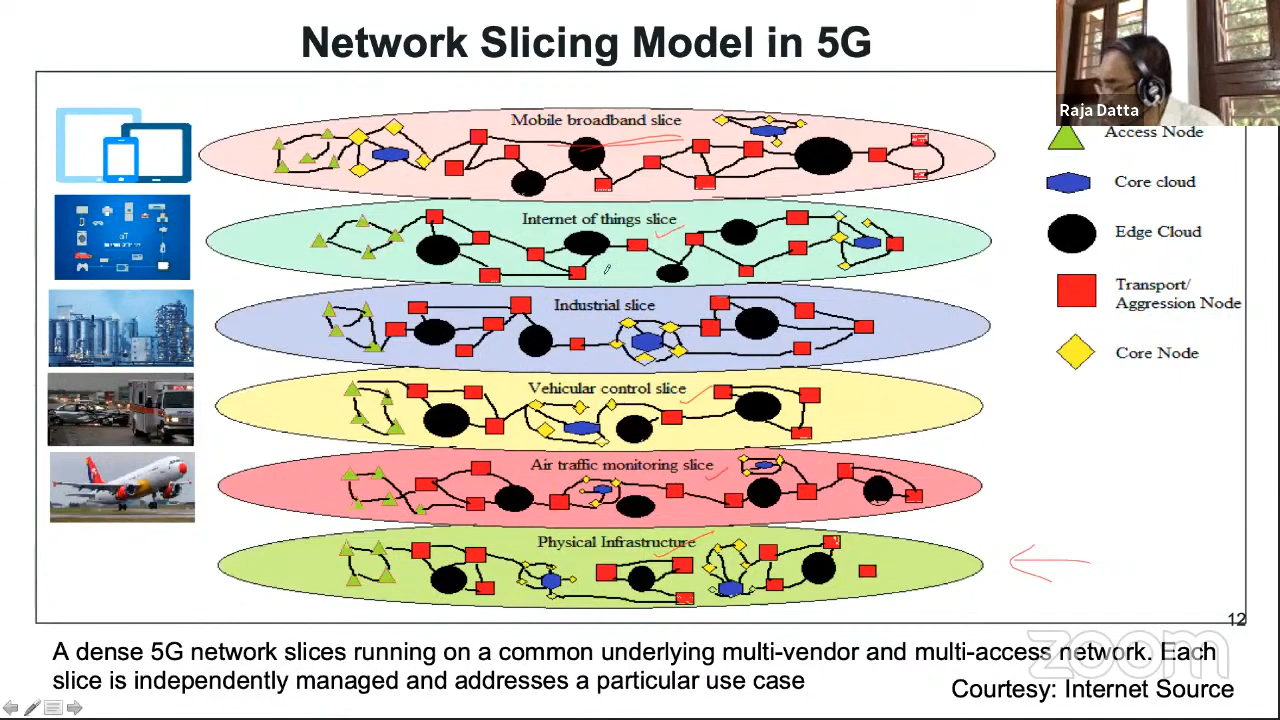 Network Slicing Model in 5G
Raja Datta
Mobile broadband slice
Access Node
Core cloud
Internet of things slice
Edge Cloud
Transport/
Aggression Node
Industrial slice
Core Node
Vehicular control slice
Air traffic monitoring slice
Physical Infrastructure
12
zoom
A dense 5G network slices running on a common underlying multi-vendor and multi-access network. Each
slice is independently managed and addresses a particular use case
Courtesy: Internet Source